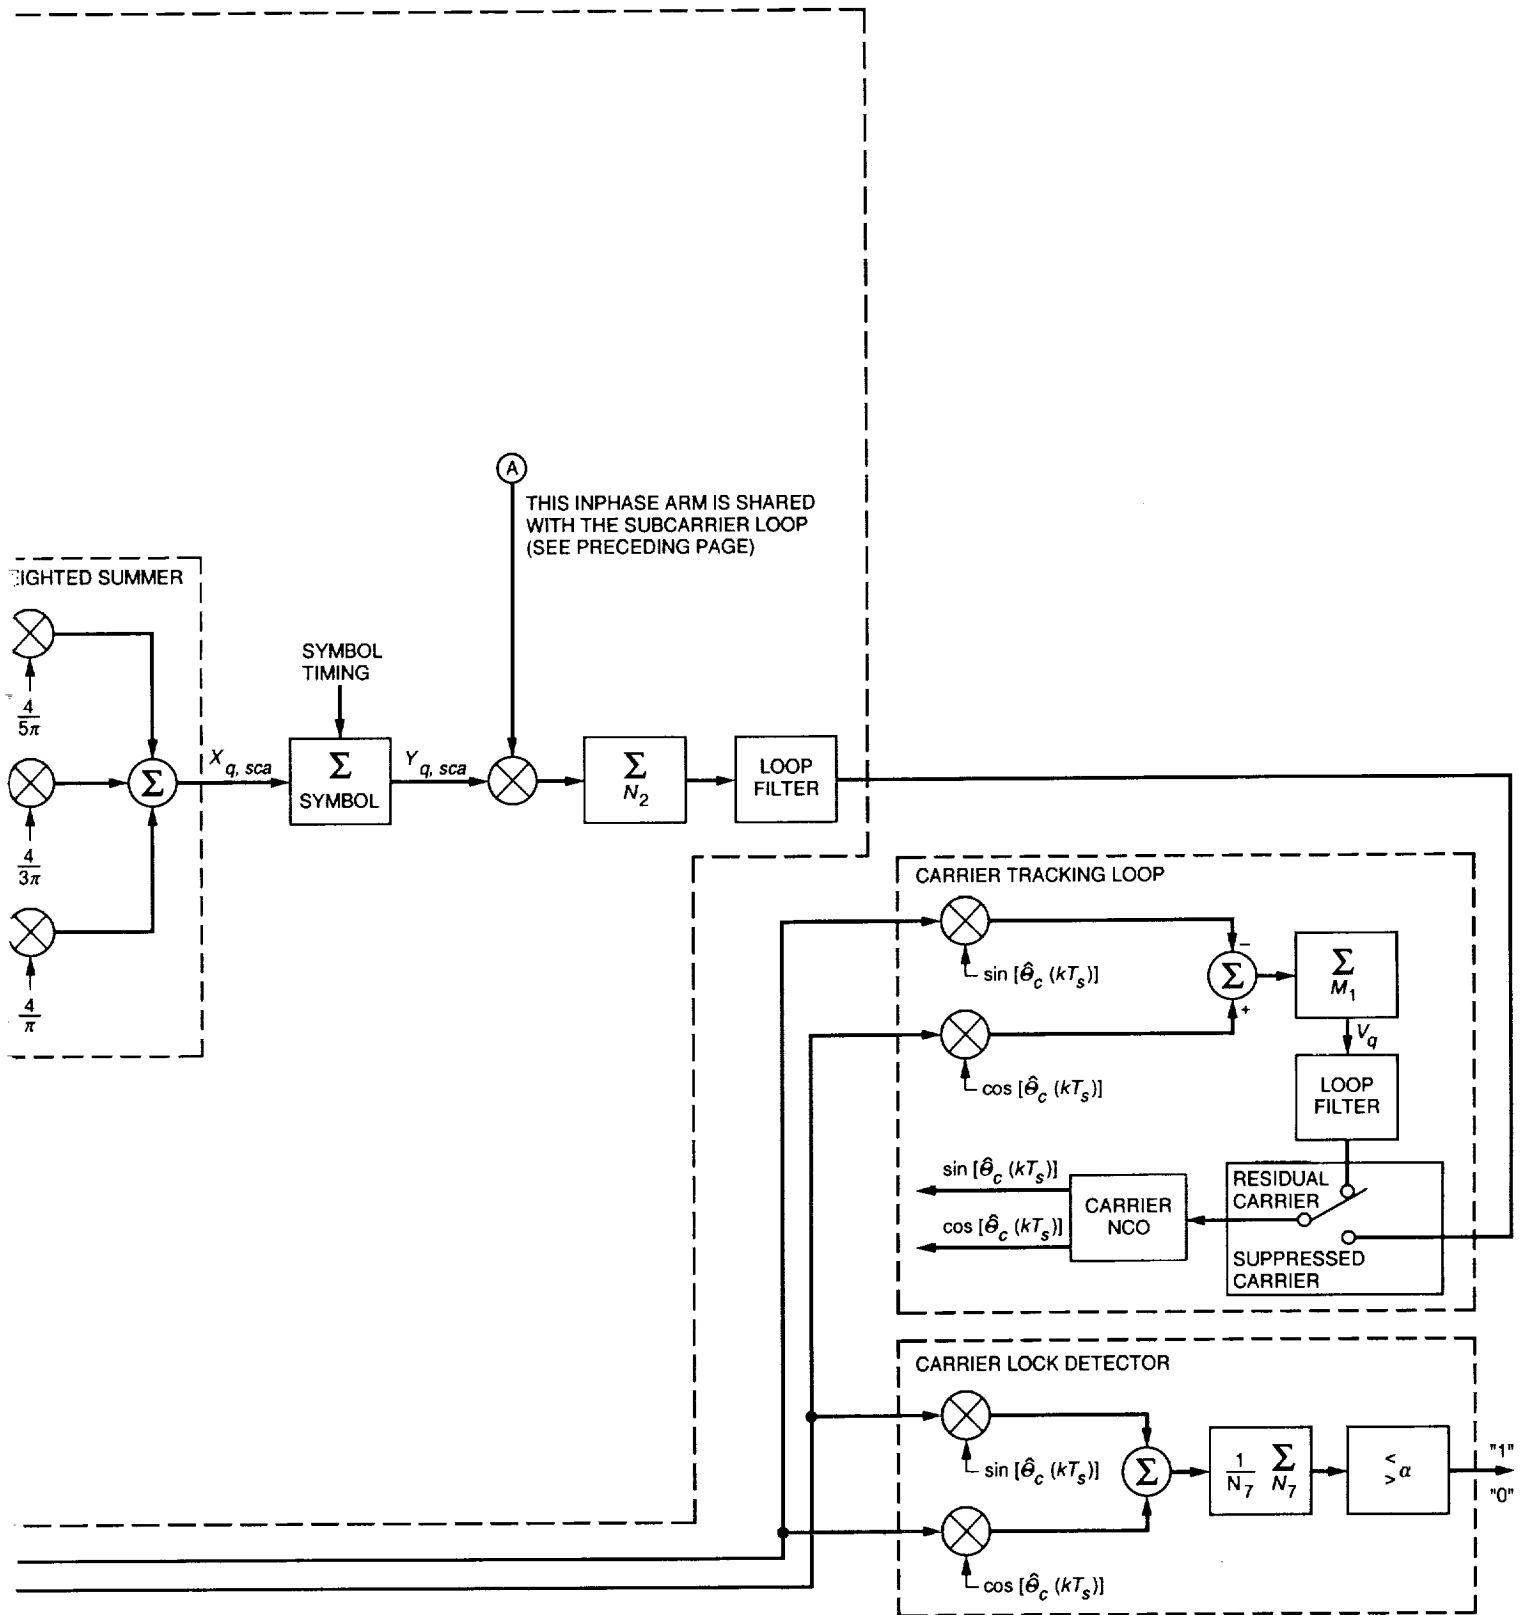 A
THIS INPHASE ARM IS SHARED
WITH THE SUBCARRIER LOOP
(SEE PRECEDING PAGE)
EIGHTED SUMMER
4
5π
4
3π
4
π
Σ
X q, sca
SYMBOL
TIMING
Σ
SYMBOL
Y q, sca
Σ
N2
LOOP
FILTER
CARRIER TRACKING LOOP
sin [Θ̂c (kTs)]
cos [Θ̂c (kTs)]
−
Σ
+
Σ
M1
Vq
LOOP
FILTER
RESIDUAL
CARRIER
SUPPRESSED
CARRIER
CARRIER
NCO
sin [Θ̂c (kTs)]
cos [Θ̂c (kTs)]
CARRIER LOCK DETECTOR
sin [Θ̂c (kTs)]
cos [Θ̂c (kTs)]
Σ
1
N7
Σ
N7
<
> α
"1"
"0"